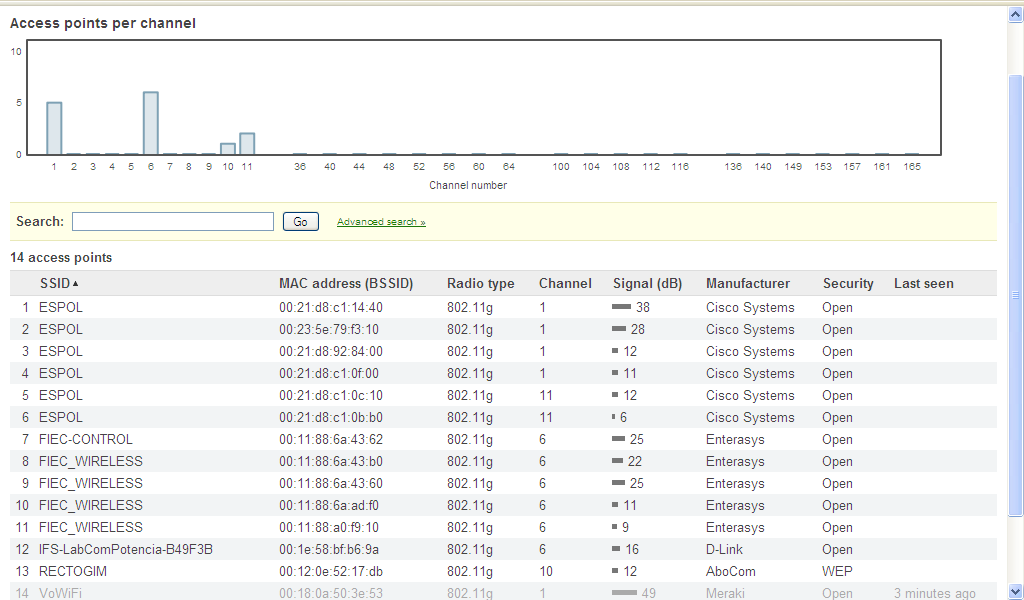 Access points per channel
10
5
0
1 2 3 4 5 6 7 8 9 10 11 36 40 44 48 52 56 60 64 100 104 108 112 116 136 140 149 153 157 161 165
Channel number
Search: Go Advanced search »
14 access points
SSID▲ MAC address (BSSID) Radio type Channel Signal (dB) Manufacturer Security Last seen
1 ESPOL 00:21:d8:c1:14:40 802.11g 1 38 Cisco Systems Open
2 ESPOL 00:23:5e:79:f3:10 802.11g 1 28 Cisco Systems Open
3 ESPOL 00:21:d8:92:84:00 802.11g 1 12 Cisco Systems Open
4 ESPOL 00:21:d8:c1:0f:00 802.11g 1 11 Cisco Systems Open
5 ESPOL 00:21:d8:c1:0c:10 802.11g 11 12 Cisco Systems Open
6 ESPOL 00:21:d8:c1:0b:b0 802.11g 11 6 Cisco Systems Open
7 FIEC-CONTROL 00:11:88:6a:43:62 802.11g 6 25 Enterasys Open
8 FIEC_WIRELESS 00:11:88:6a:43:b0 802.11g 6 22 Enterasys Open
9 FIEC_WIRELESS 00:11:88:6a:43:60 802.11g 6 25 Enterasys Open
10 FIEC_WIRELESS 00:11:88:6a:ad:f0 802.11g 6 11 Enterasys Open
11 FIEC_WIRELESS 00:11:88:a0:f9:10 802.11g 6 9 Enterasys Open
12 IFS-LabComPotencia-B49F3B 00:1e:58:bf:b6:9a 802.11g 6 16 D-Link Open
13 RECTOGIM 00:12:0e:52:17:db 802.11g 10 12 AboCom WEP
14 VoWiFi 00:18:0a:50:3e:53 802.11g 1 49 Meraki Open 3 minutes ago